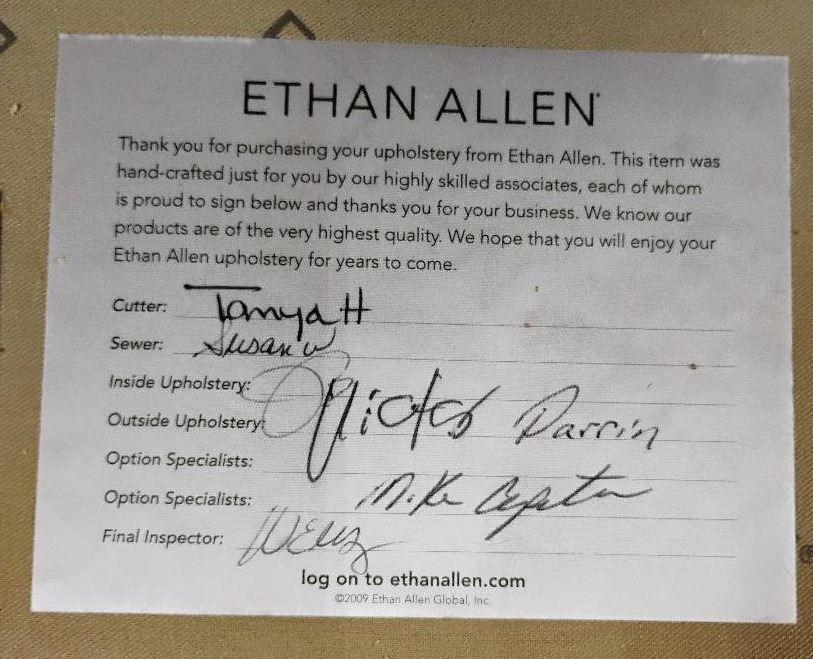 ETHAN ALLEN®
Thank you for purchasing your upholstery from Ethan Allen. This item was
hand-crafted just for you by our highly skilled associates, each of whom
is proud to sign below and thanks you for your business. We know our
products are of the very highest quality. We hope that you will enjoy your
Ethan Allen upholstery for years to come.
Cutter: Tanya H
Sewer: Susan W
Inside Upholstery:
Outside Upholstery: Darrin
Option Specialists:
Option Specialists: Mike
Final Inspector:
log on to ethanallen.com
©2009 Ethan Allen Global, Inc.